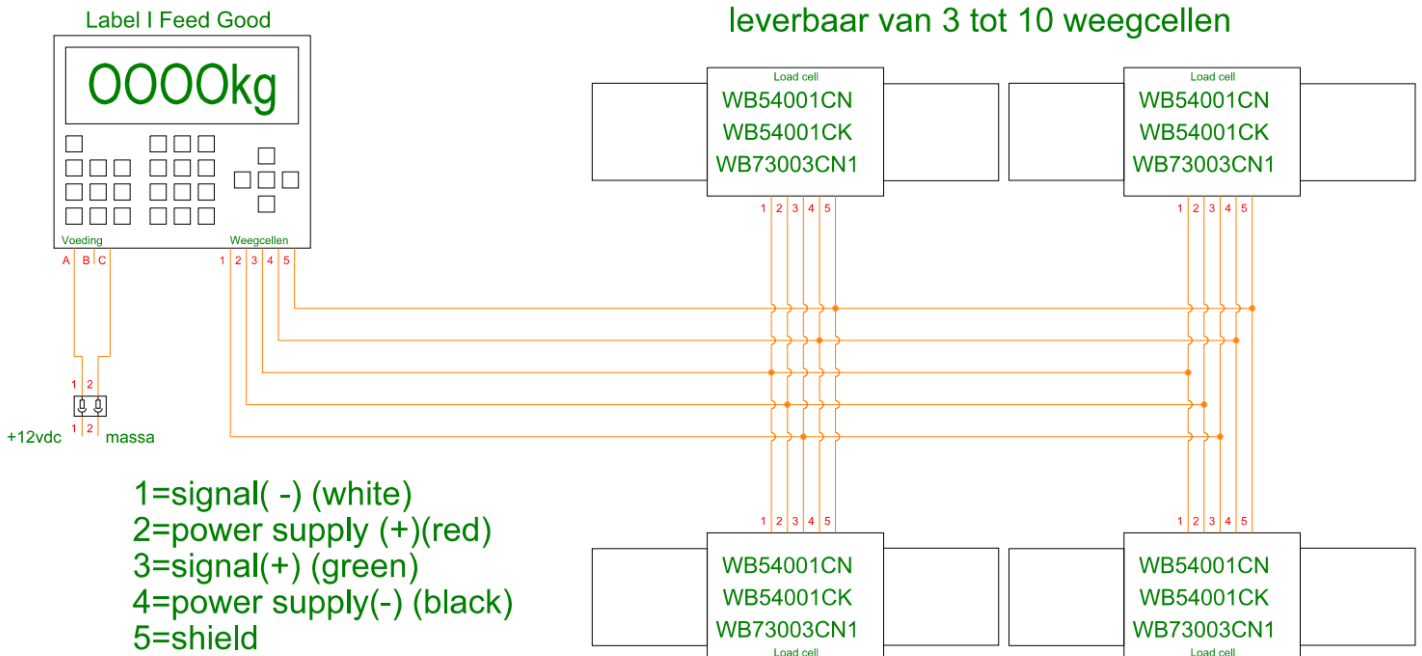 Label I Feed Good
leverbaar van 3 tot 10 weegcellen
OOOOkg
Load cell
WB54001CN
WB54001CK
WB73003CN1
Load cell
WB54001CN
WB54001CK
WB73003CN1
Voeding
Weegcellen
A B C
1 2 3 4 5
1 2 3 4 5
1 2 3 4 5
1 2
1 2
+12vdc
massa
1=signal( -) (white)
2=power supply (+)(red)
3=signal(+) (green)
4=power supply(-) (black)
5=shield
1 2 3 4 5
1 2 3 4 5
WB54001CN
WB54001CK
WB73003CN1
Load cell
WB54001CN
WB54001CK
WB73003CN1
Load cell